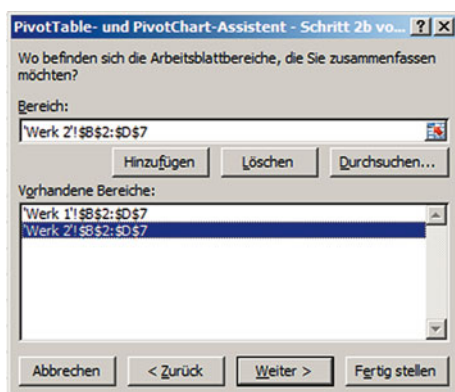 PivotTable- und PivotChart-Assistent - Schritt 2b vo...
Wo befinden sich die Arbeitsblattbereiche, die Sie zusammenfassen
möchten?
Bereich:
'Werk 2'!$B$2:$D$7
Hinzufügen Löschen Durchsuchen...
Vorhandene Bereiche:
'Werk 1'!$B$2:$D$7
'Werk 2'!$B$2:$D$7
Abbrechen < Zurück Weiter > Fertig stellen